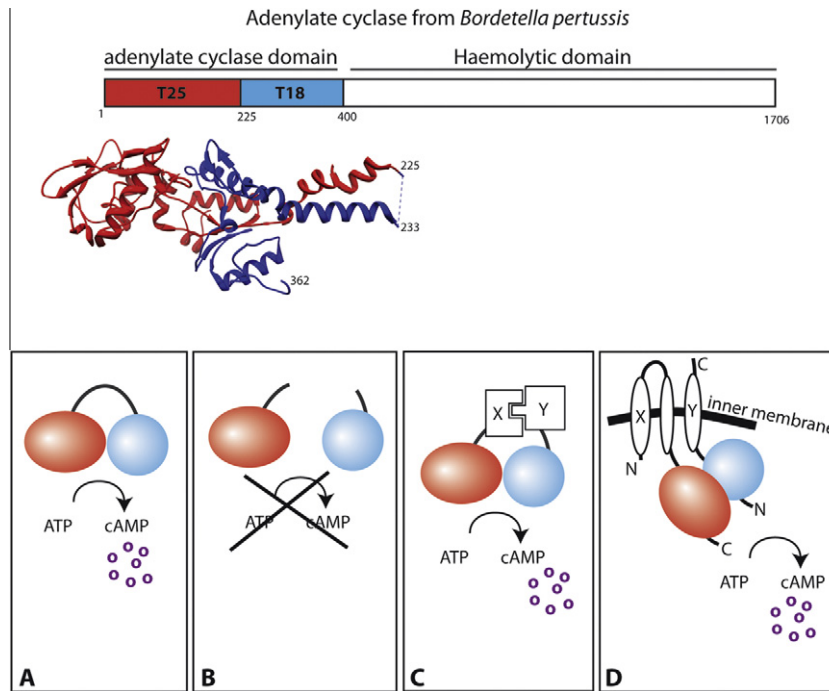 Adenylate cyclase from Bordetella pertussis
adenylate cyclase domain Haemolytic domain
T25 T18
1 225 400 1706
225
233
362
X Y
C
X Y inner membrane
N
N
C
ATP cAMP
ATP cAMP
ATP cAMP
ATP cAMP
A B C D